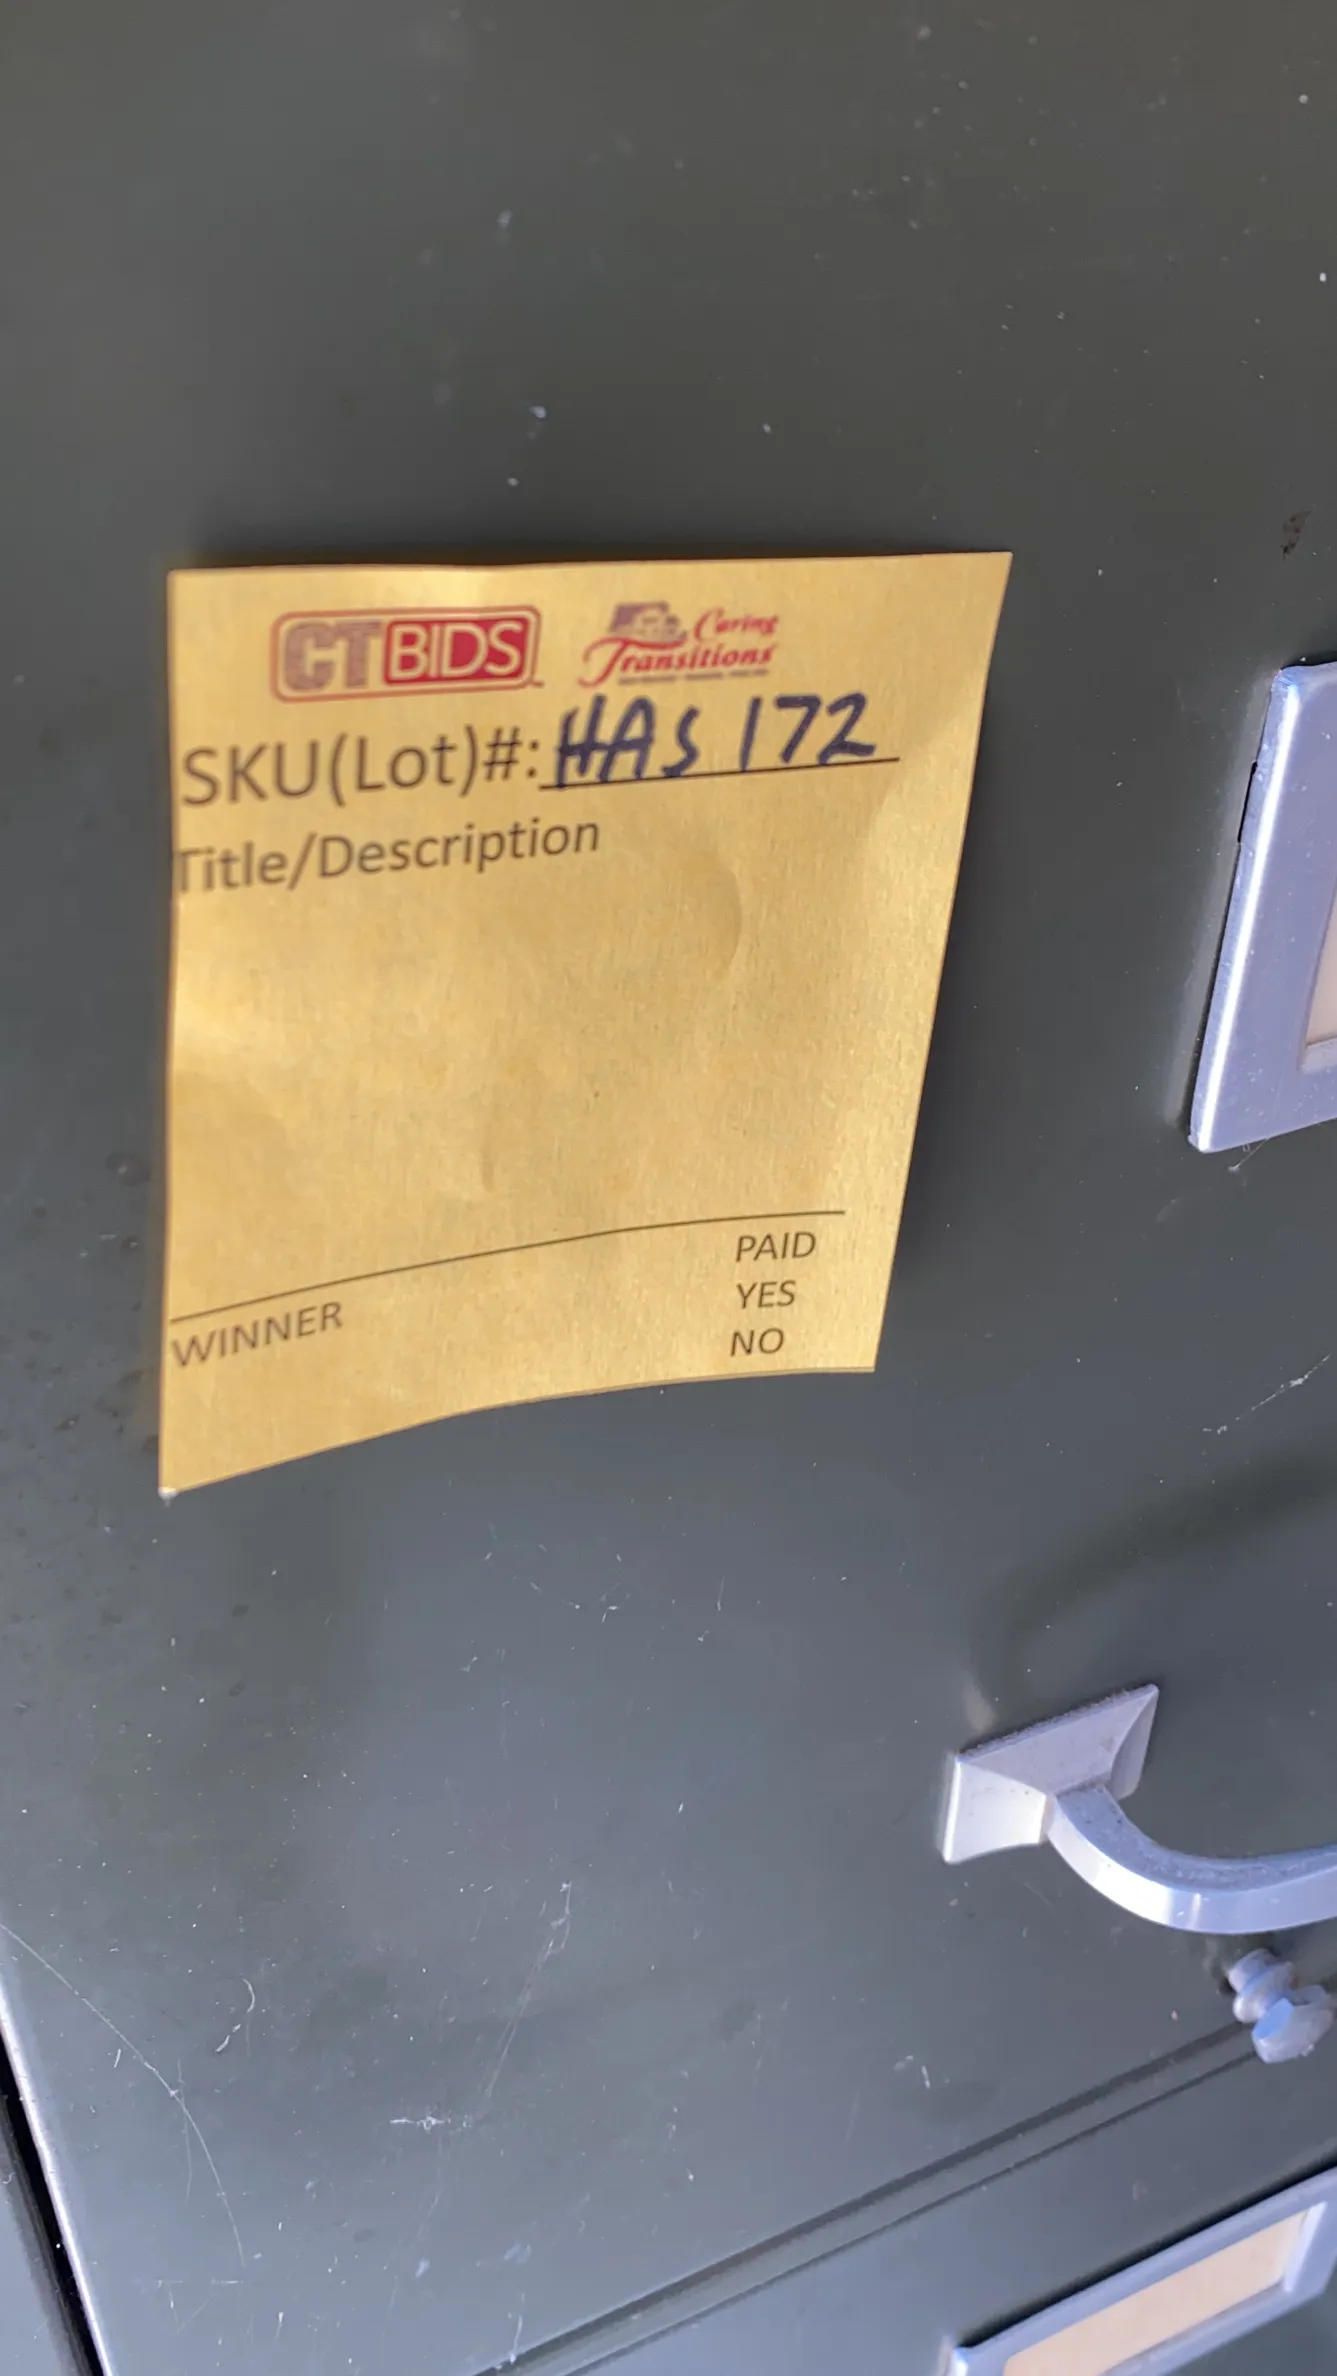 CTBIDS
Caring
Transitions
SKU(Lot)#: HAS 172
Title/Description
WINNER
PAID
YES
NO